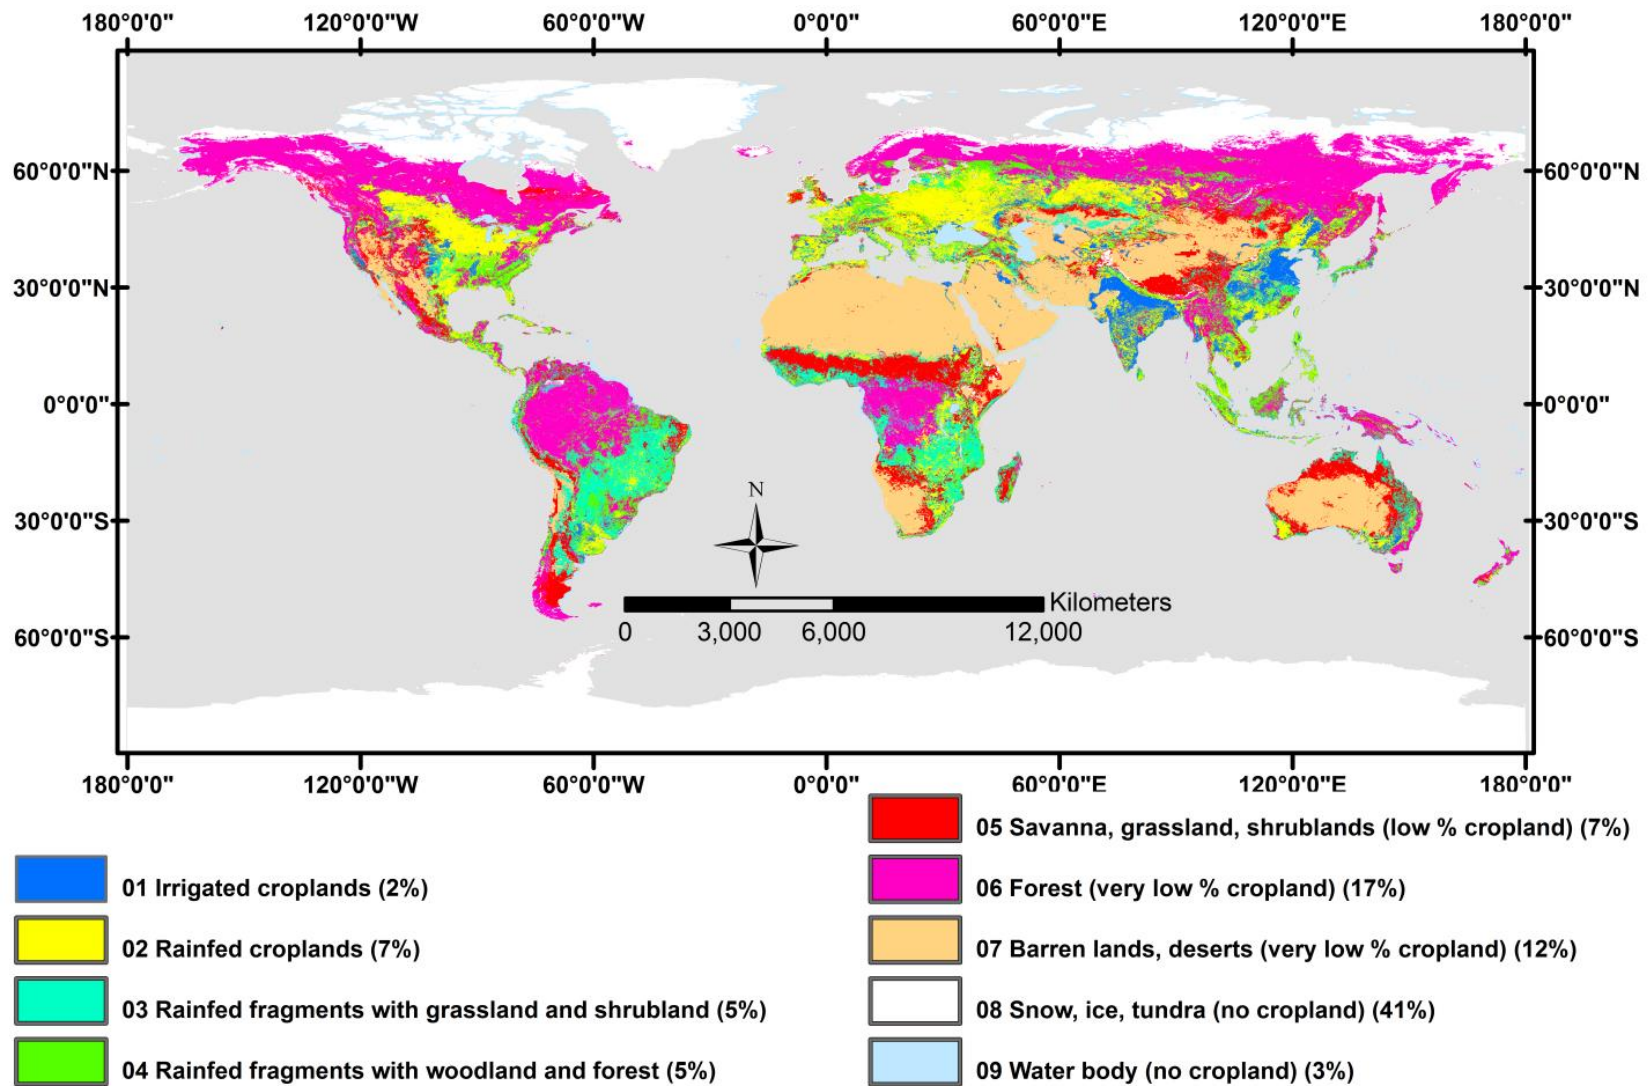 180°0'0" 120°0'0"W 60°0'0"W 0°0'0" 60°0'0"E 120°0'0"E 180°0'0"
60°0'0"N 60°0'0"N
30°0'0"N 30°0'0"N
0°0'0" 0°0'0"
N
30°0'0"S 30°0'0"S
Kilometers
0 3,000 6,000 12,000
60°0'0"S 60°0'0"S
180°0'0" 120°0'0"W 60°0'0"W 0°0'0" 60°0'0"E 120°0'0"E 180°0'0"
01 Irrigated croplands (2%)
02 Rainfed croplands (7%)
03 Rainfed fragments with grassland and shrubland (5%)
04 Rainfed fragments with woodland and forest (5%)
05 Savanna, grassland, shrublands (low % cropland) (7%)
06 Forest (very low % cropland) (17%)
07 Barren lands, deserts (very low % cropland) (12%)
08 Snow, ice, tundra (no cropland) (41%)
09 Water body (no cropland) (3%)